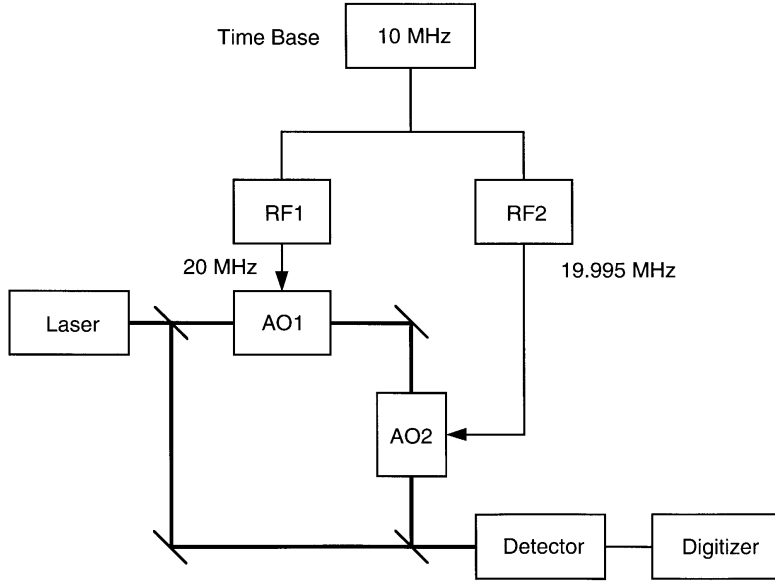 Time Base
10 MHz
RF1
RF2
20 MHz
19.995 MHz
Laser
AO1
AO2
Detector
Digitizer